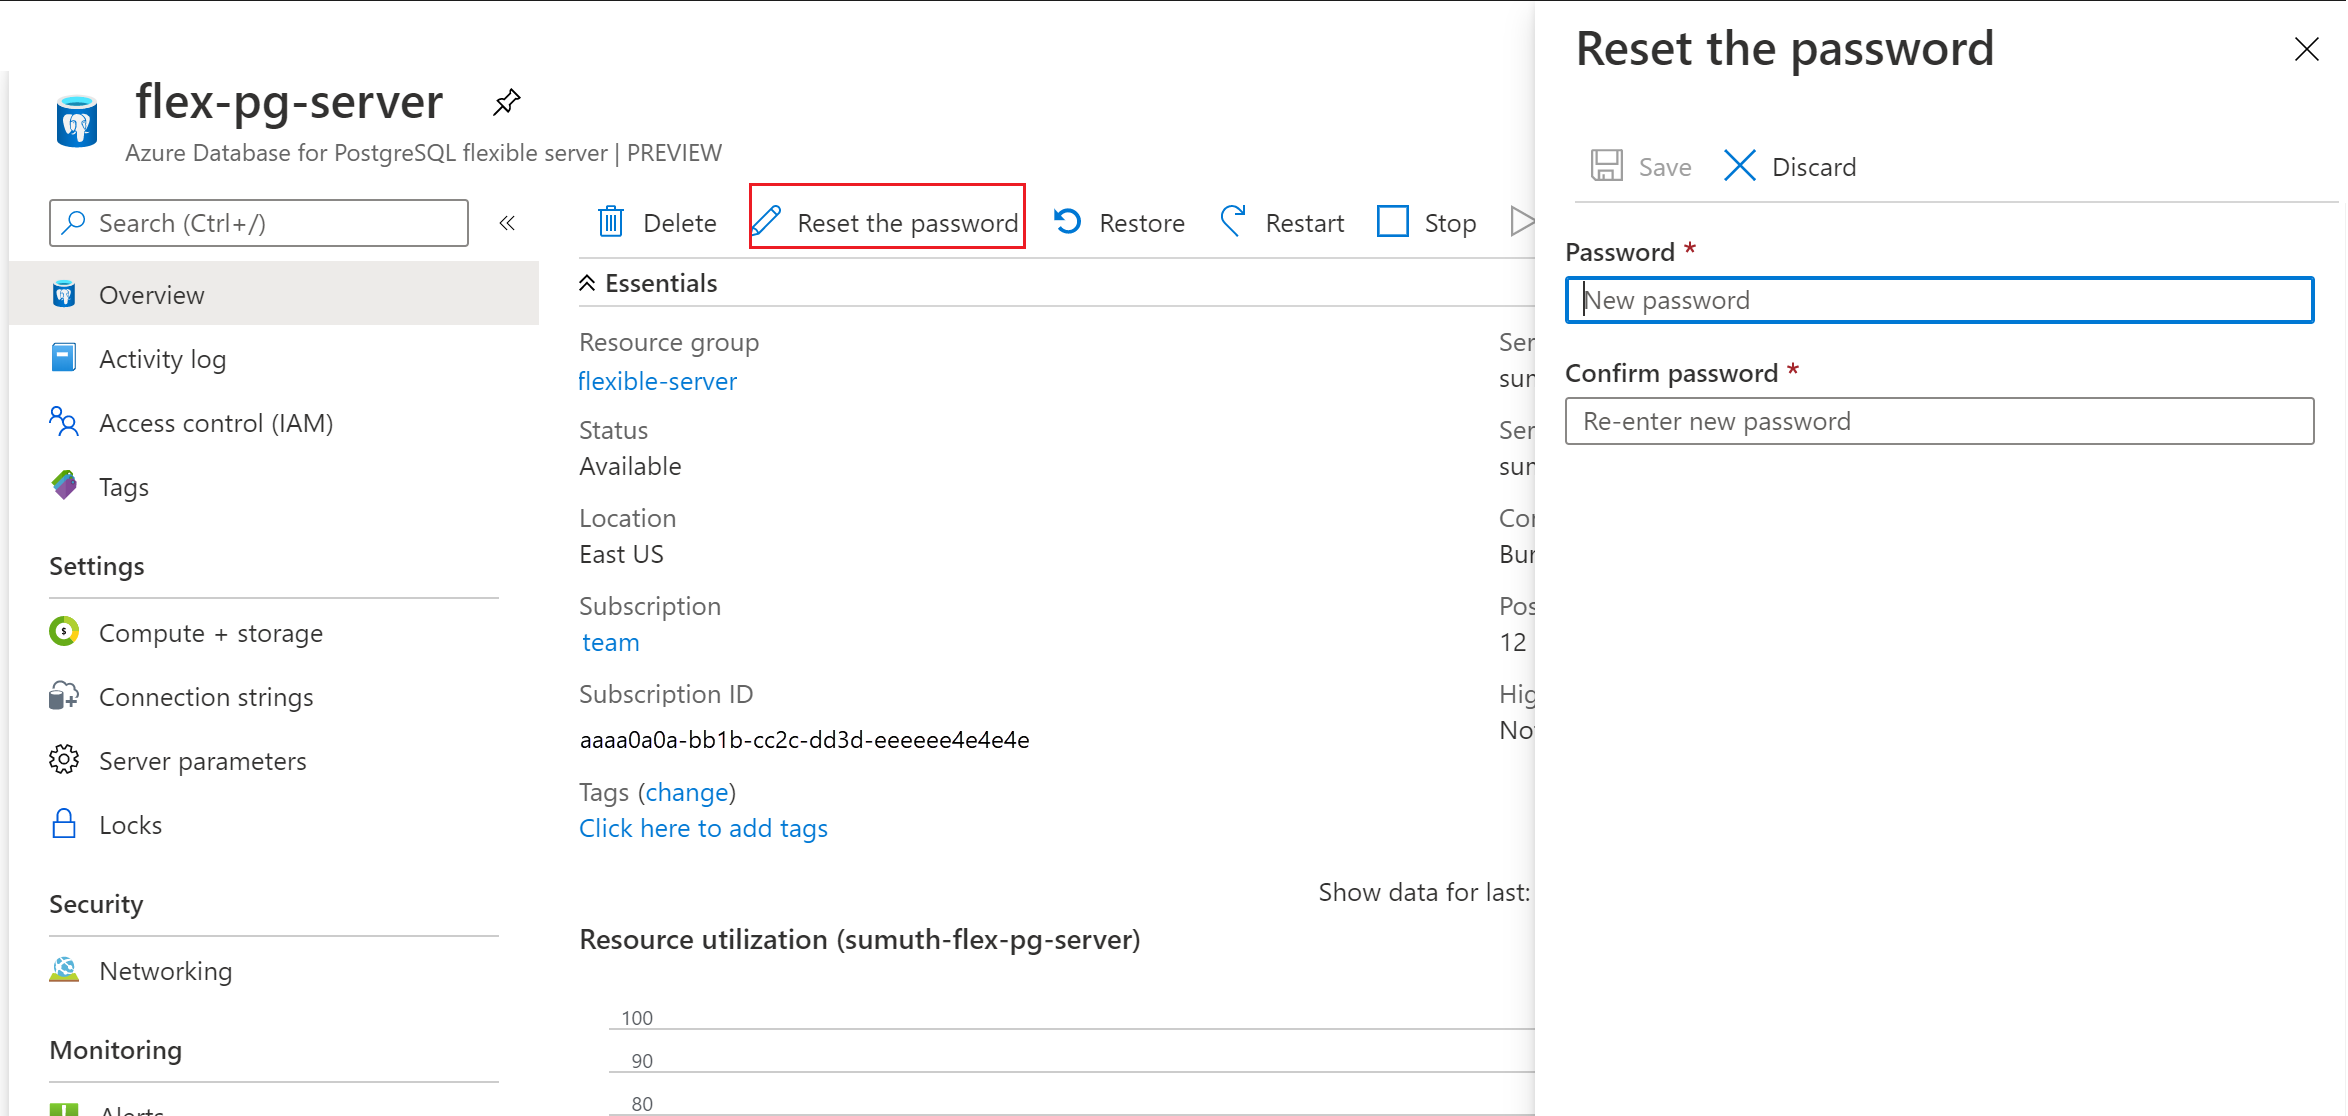 flex-pg-server
Azure Database for PostgreSQL flexible server | PREVIEW
Search (Ctrl+/)
«
Overview
Activity log
Access control (IAM)
Tags
Settings
Compute + storage
Connection strings
Server parameters
Locks
Security
Networking
Monitoring
Alerts
Delete
Reset the password
Restore
Restart
Stop
Essentials
Resource group
flexible-server
Status
Available
Location
East US
Subscription
team
Subscription ID
aaaa0a0a-bb1b-cc2c-dd3d-eeeeee4e4e4e
Tags (change)
Click here to add tags
Ser
sum
Ser
sum
Con
Bur
Pos
12
Hig
No
Show data for last:
Resource utilization (sumuth-flex-pg-server)
100
90
80
Reset the password
Save
Discard
Password *
New password
Confirm password *
Re-enter new password